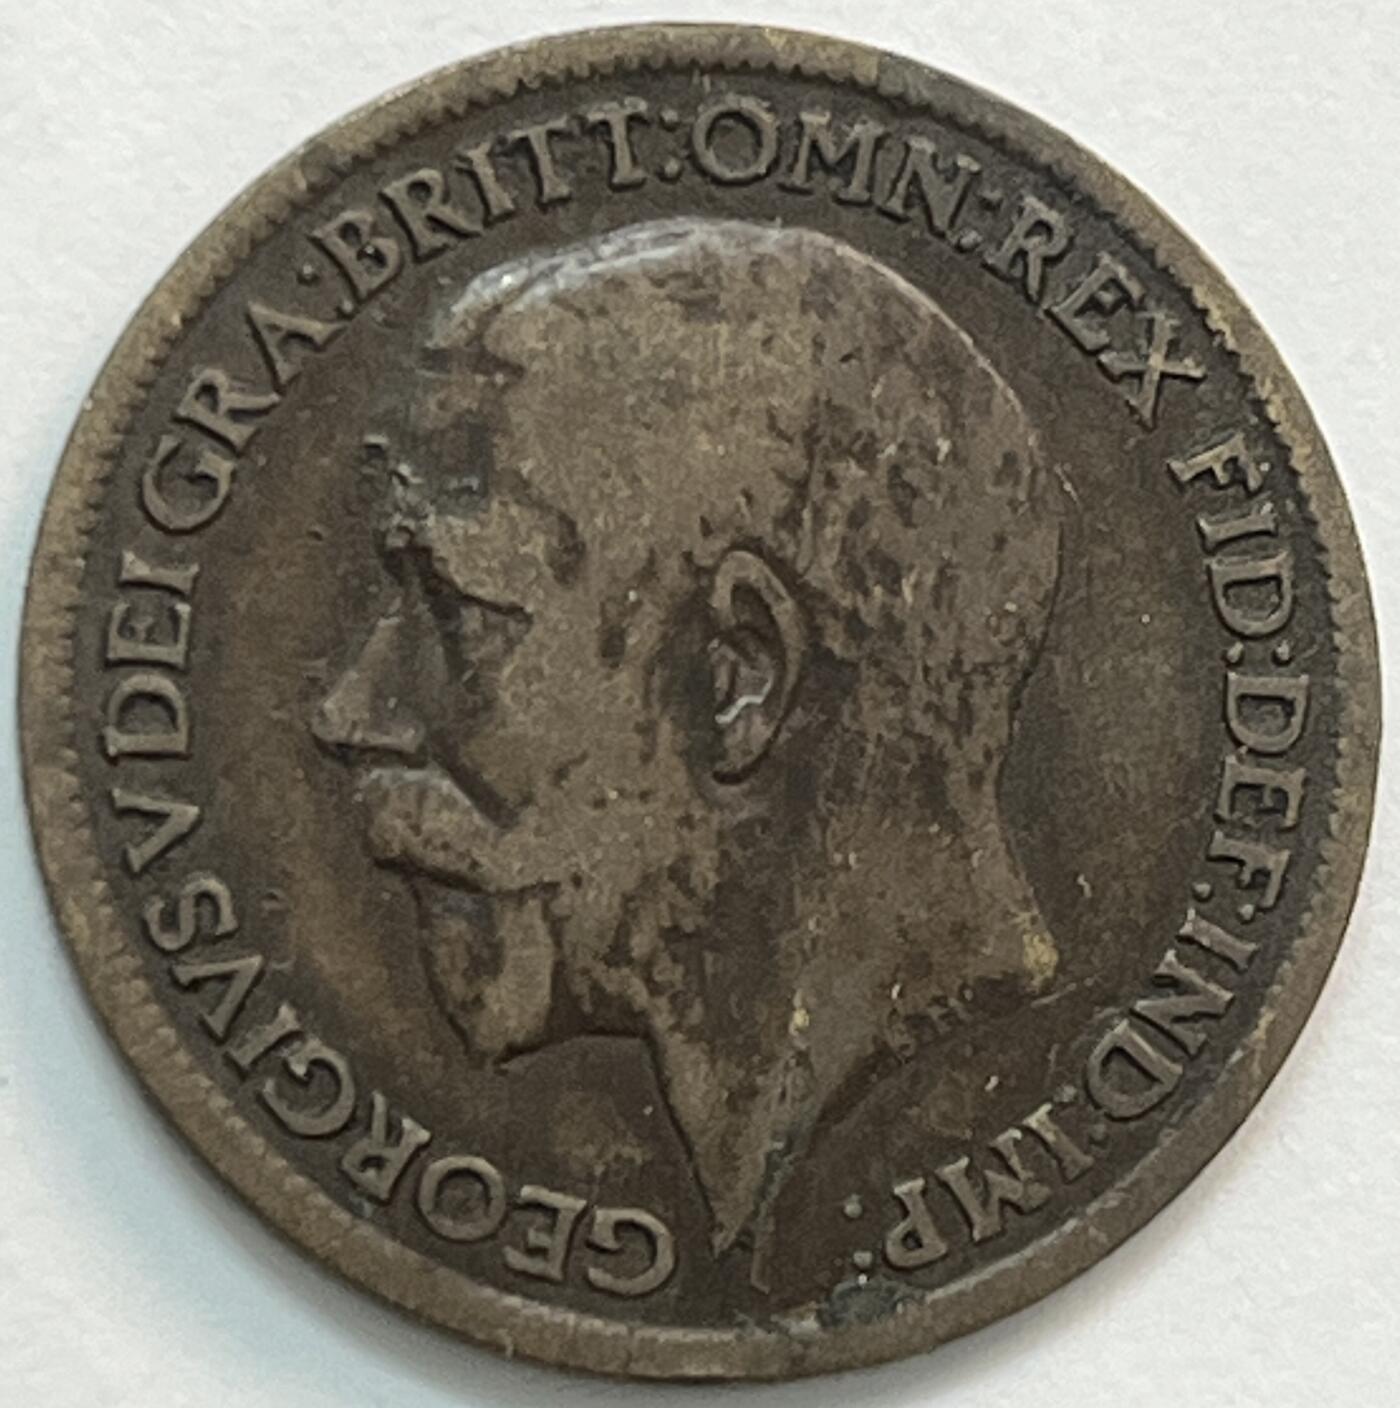 GEORGIVS V DEI GRA: BRITT: OMN: REX FID: DEF: IND: IMP: